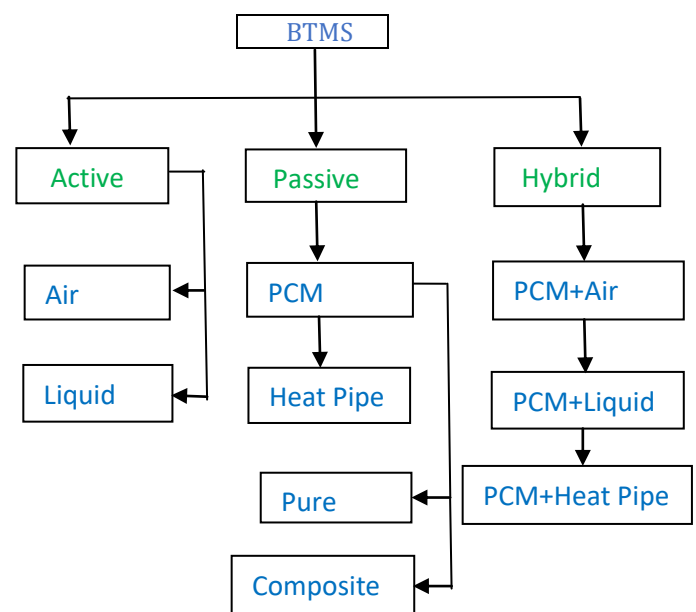 BTMS
Active
Passive
Hybrid
Air
PCM
PCM+Air
Liquid
Heat Pipe
PCM+Liquid
Pure
PCM+Heat Pipe
Composite